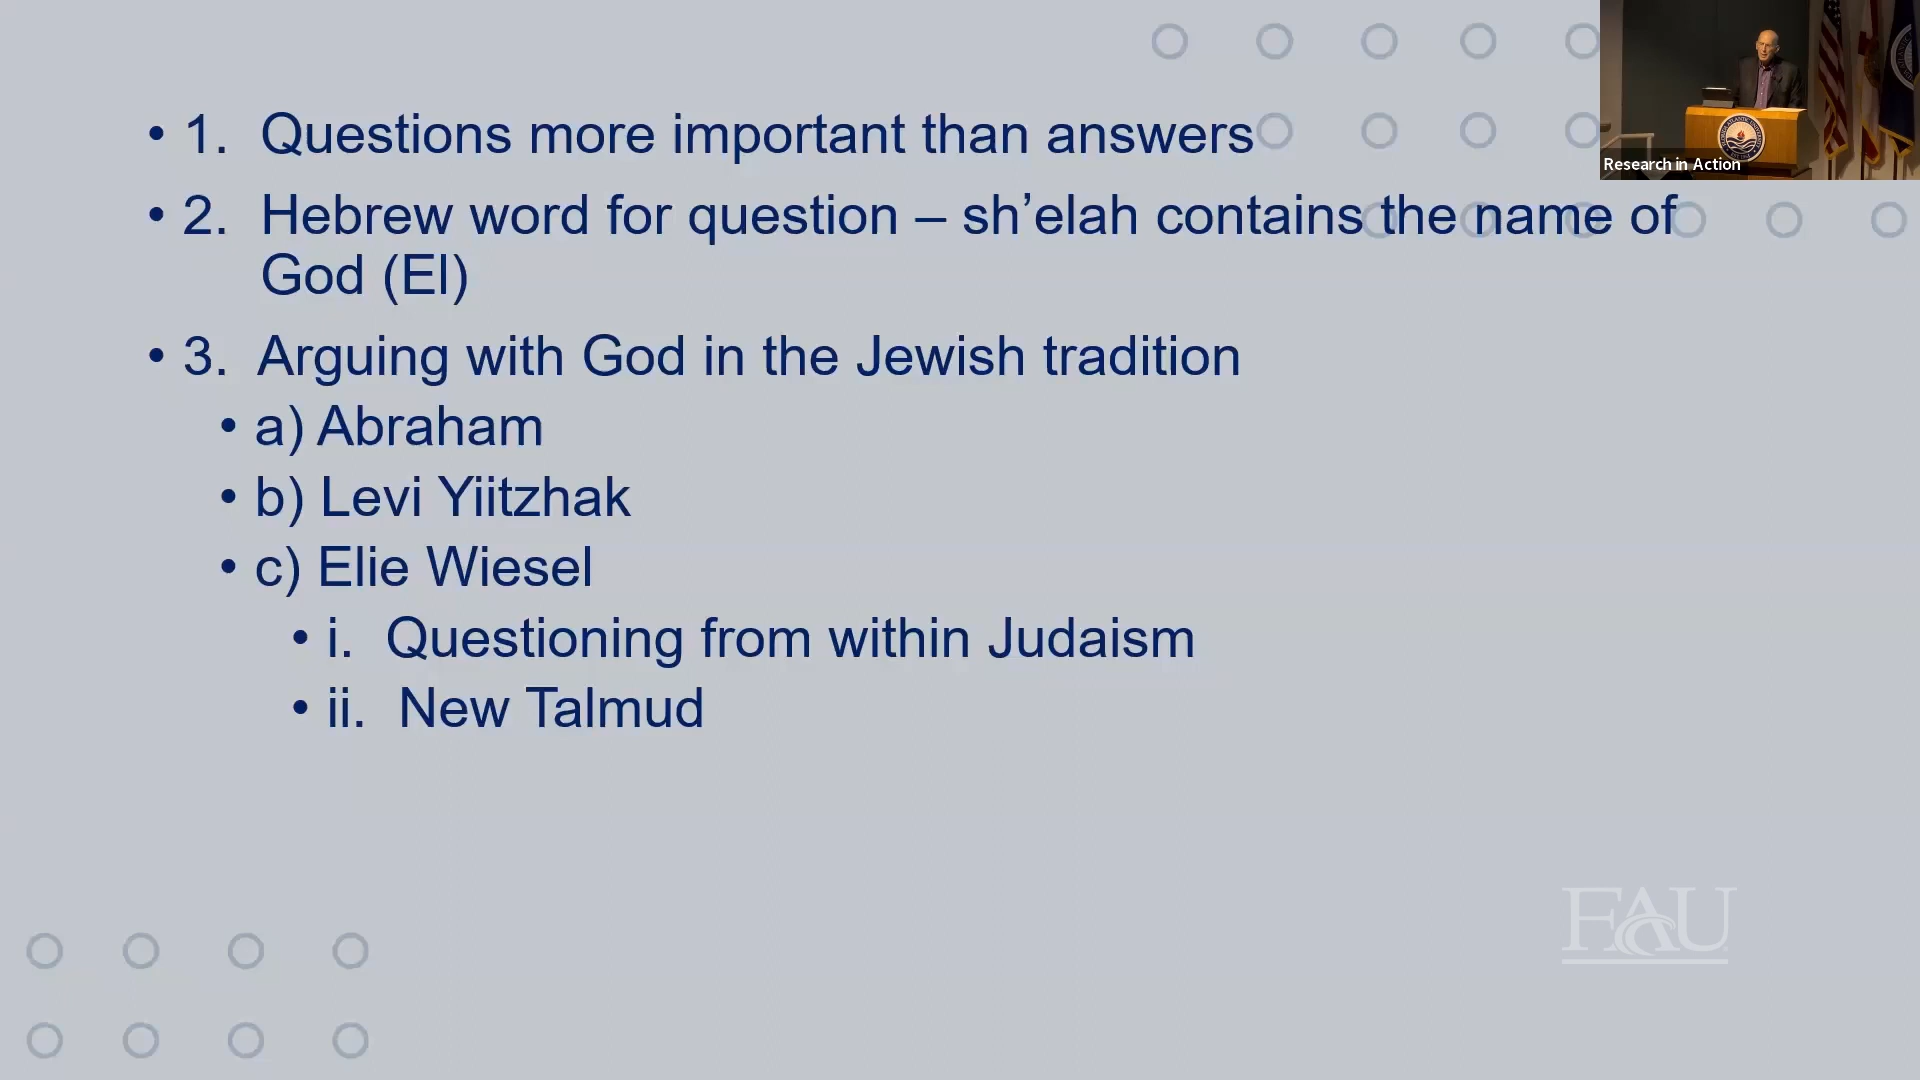 • 1. Questions more important than answers
• 2. Hebrew word for question – sh’elah contains the name of
God (El)
• 3. Arguing with God in the Jewish tradition
• a) Abraham
• b) Levi Yiitzhak
• c) Elie Wiesel
• i. Questioning from within Judaism
• ii. New Talmud
Research in Action
FAU